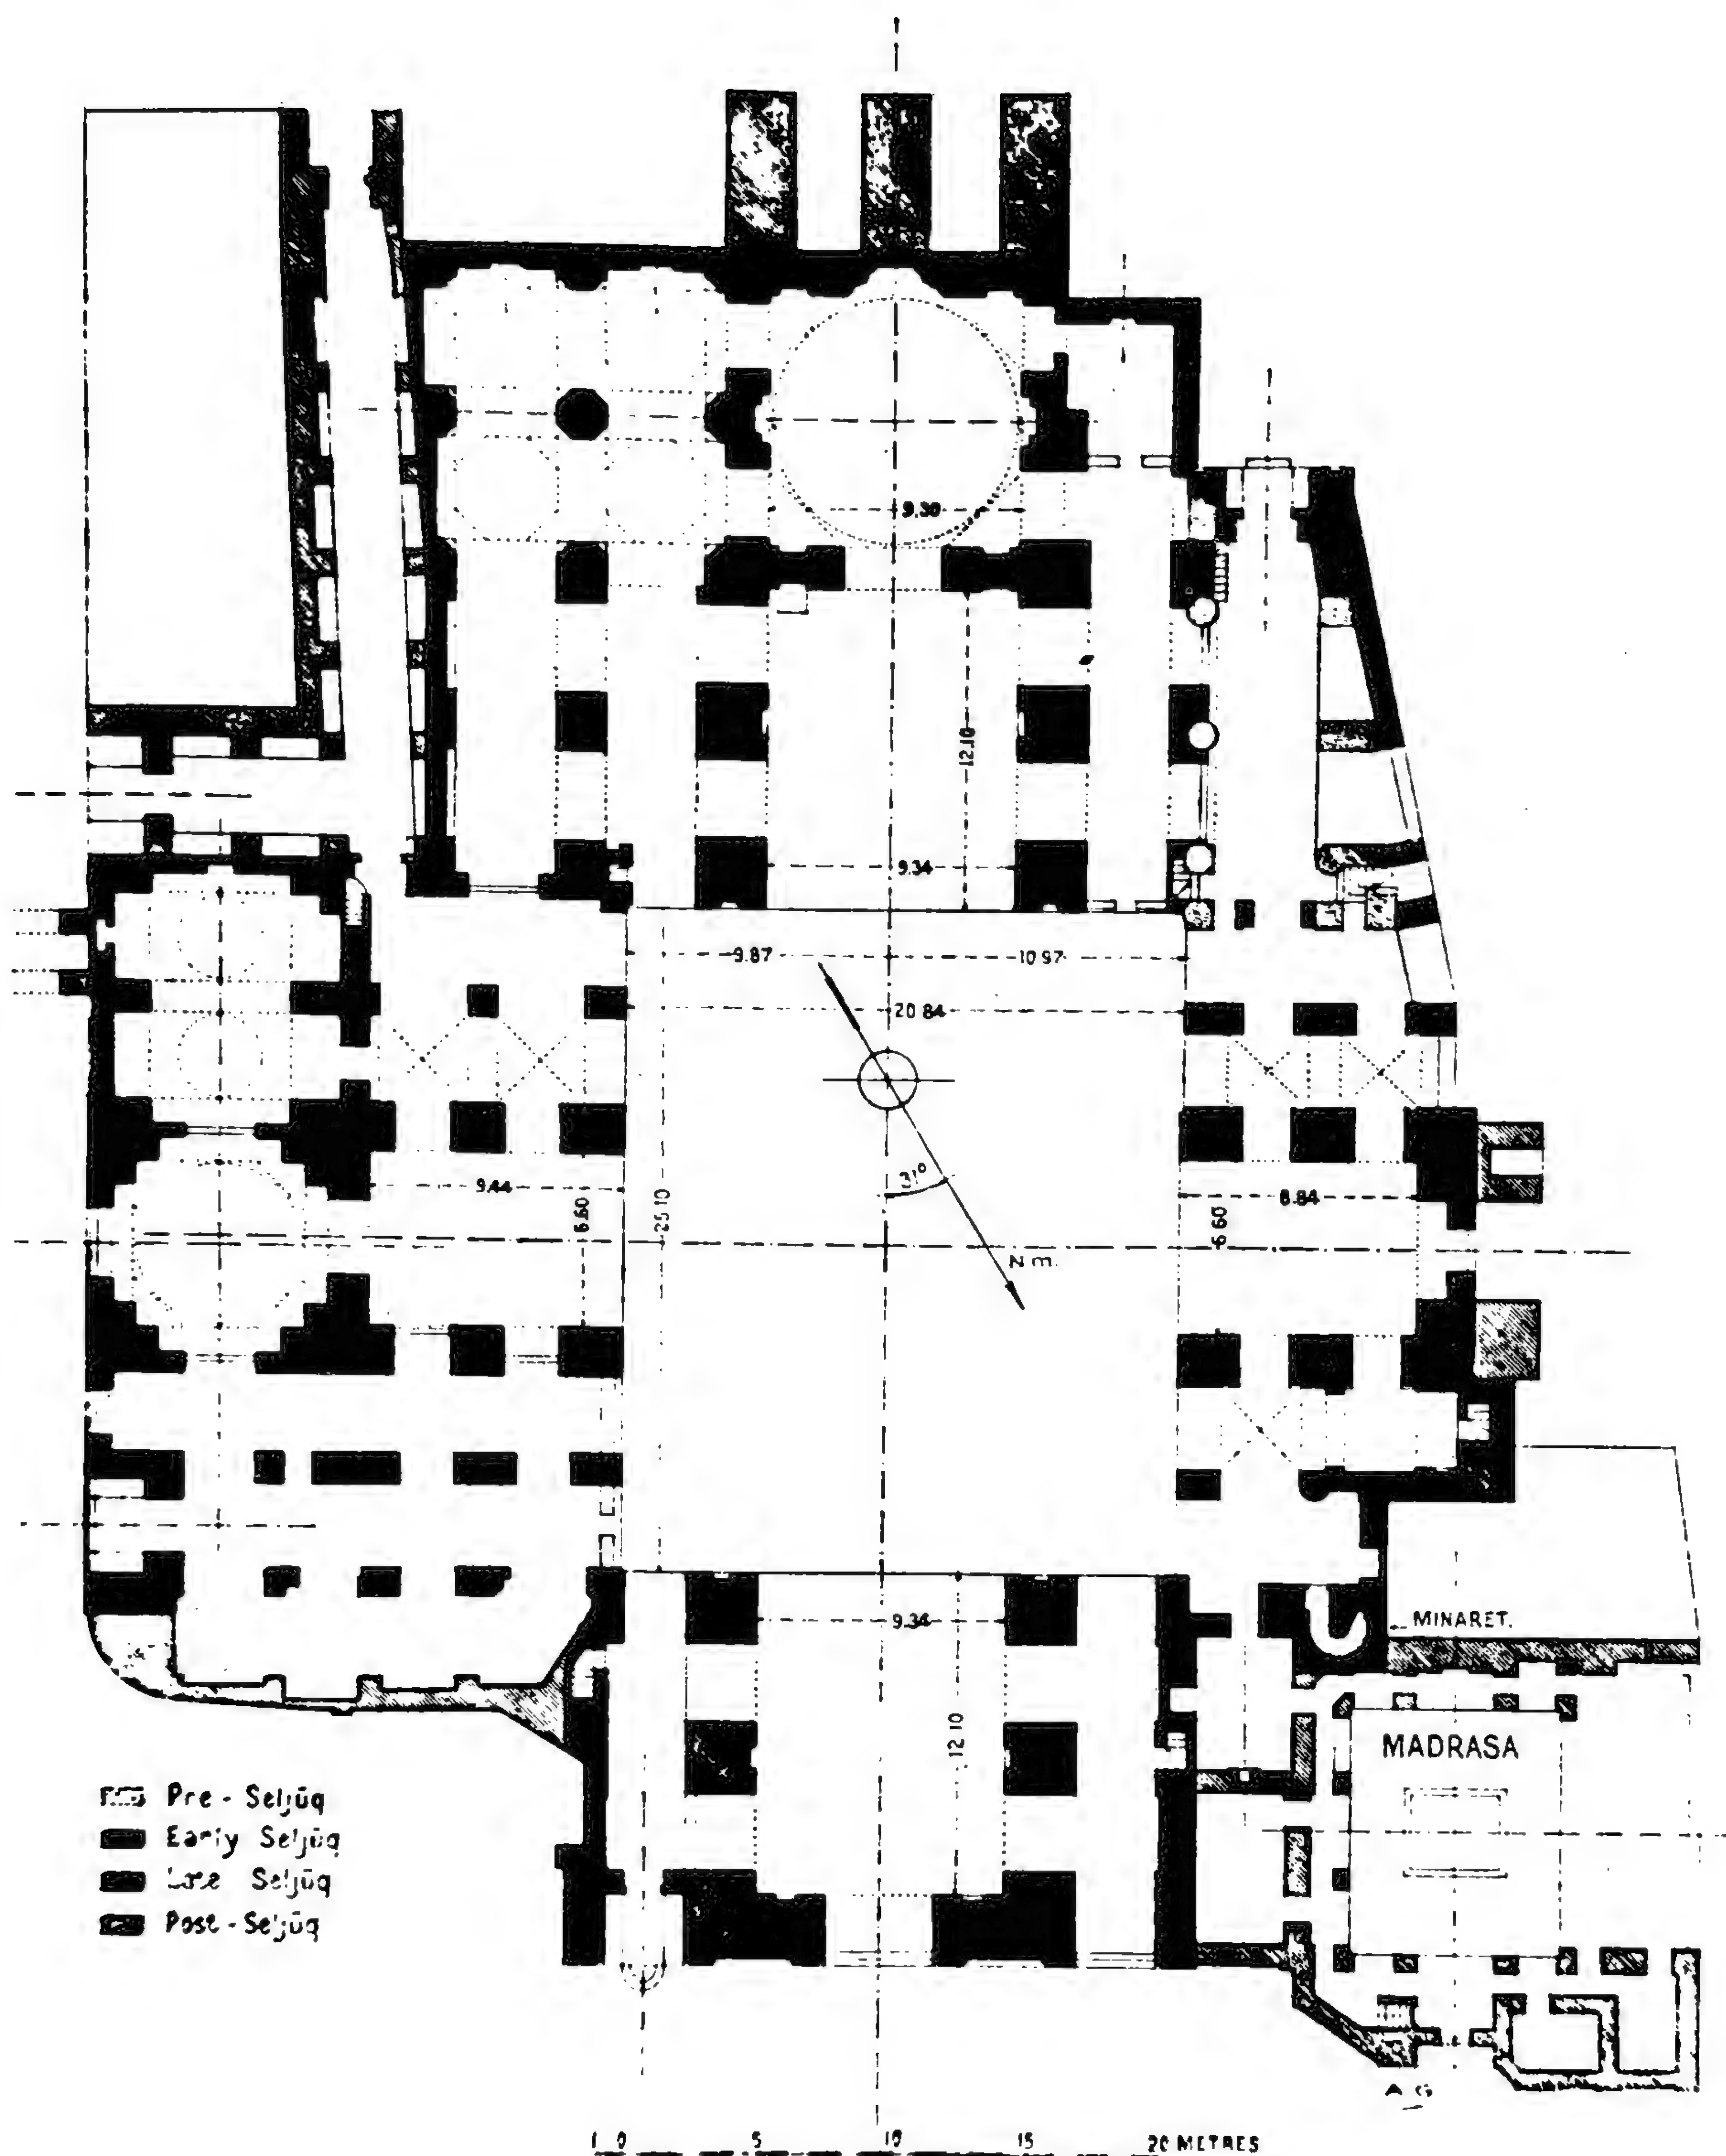 9.30
12.10
9.34
9.87
10.97
20.84
31°
9.44
6.60
25.10
6.60
8.84
N.m.
MINARET.
9.34
12.10
MADRASA
Pre - Seljūq
Early Seljūq
Late Seljūq
Post - Seljūq
A G
1 0 5 10 15 20 METRES